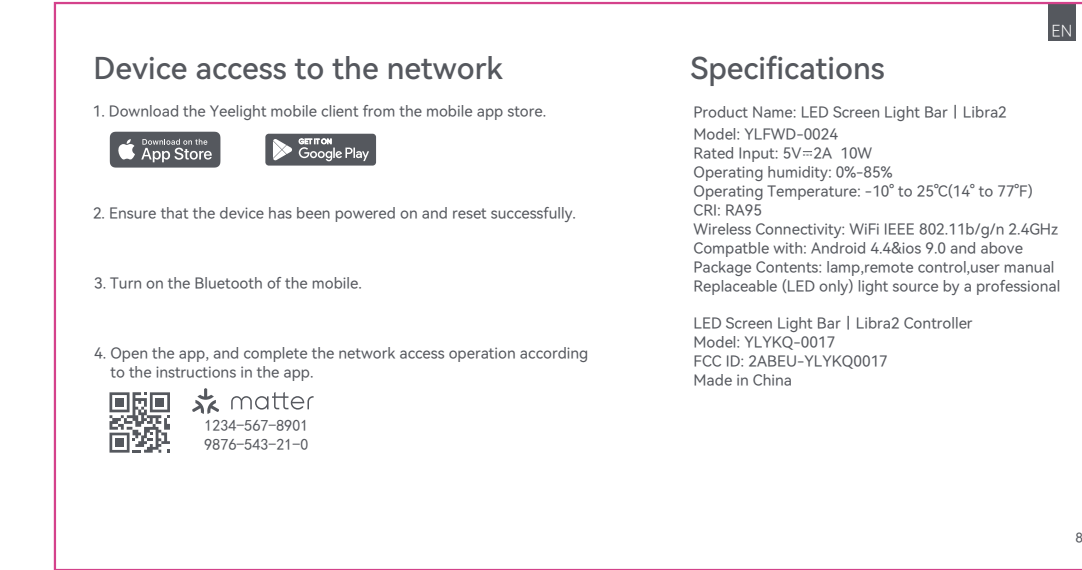 EN
Device access to the network
1. Download the Yeelight mobile client from the mobile app store.
Download on the
App Store
GET IT ON
Google Play
2. Ensure that the device has been powered on and reset successfully.
3. Turn on the Bluetooth of the mobile.
4. Open the app, and complete the network access operation according
to the instructions in the app.
matter
1234-567-8901
9876-543-21-0
Specifications
Product Name: LED Screen Light Bar | Libra2
Model: YLFWD-0024
Rated Input: 5V⎓2A 10W
Operating humidity: 0%-85%
Operating Temperature: -10° to 25℃(14° to 77℉)
CRI: RA95
Wireless Connectivity: WiFi IEEE 802.11b/g/n 2.4GHz
Compatble with: Android 4.4&ios 9.0 and above
Package Contents: lamp,remote control,user manual
Replaceable (LED only) light source by a professional
LED Screen Light Bar | Libra2 Controller
Model: YLYKQ-0017
FCC ID: 2ABEU-YLYKQ0017
Made in China
8